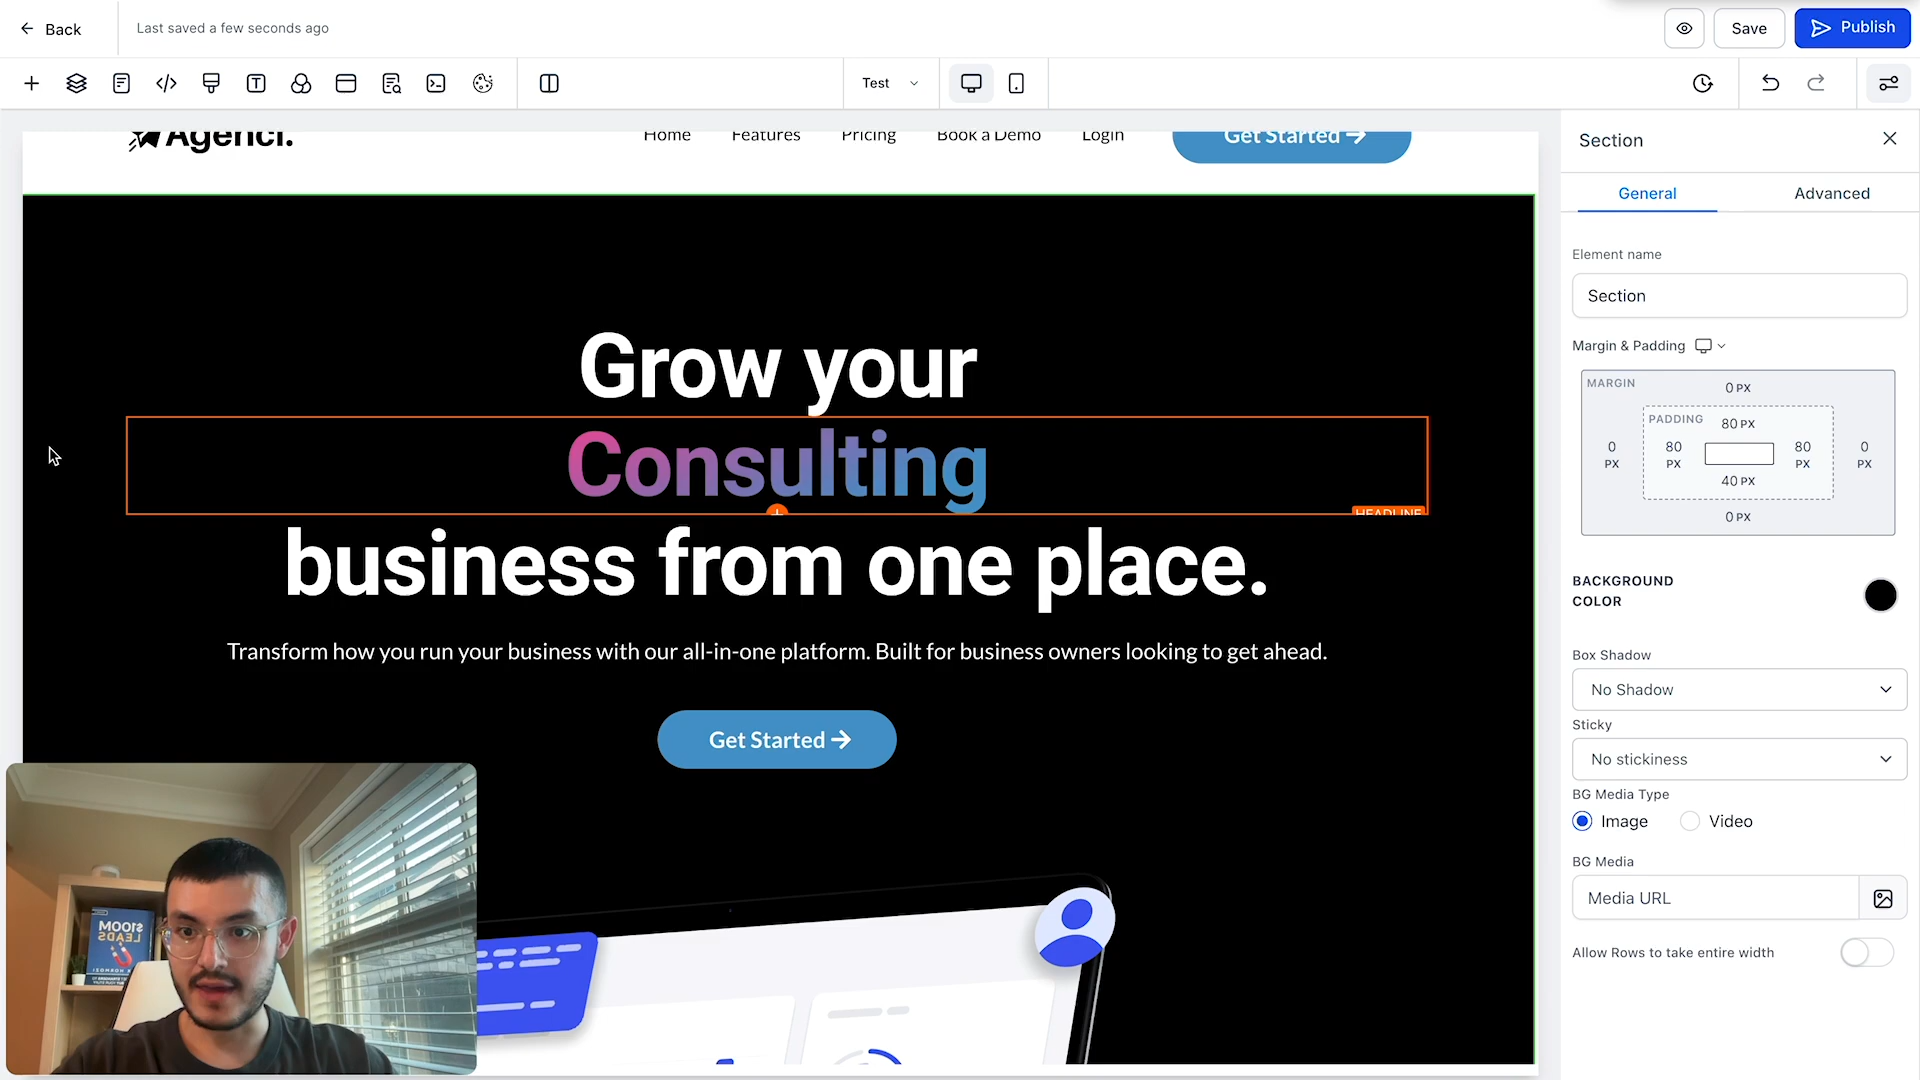 Back
Last saved a few seconds ago
Save
Publish
Test
Agenci.
Home
Features
Pricing
Book a Demo
Login
Get Started
Grow your
Consulting
HEADLINE
business from one place.
Transform how you run your business with our all-in-one platform. Built for business owners looking to get ahead.
Get Started
$100M
LEADS
Section
General
Advanced
Element name
Section
Margin & Padding
MARGIN
0 PX
PADDING
80 PX
0 PX
80 PX
80 PX
0 PX
40 PX
0 PX
BACKGROUND
COLOR
Box Shadow
No Shadow
Sticky
No stickiness
BG Media Type
Image
Video
BG Media
Media URL
Allow Rows to take entire width